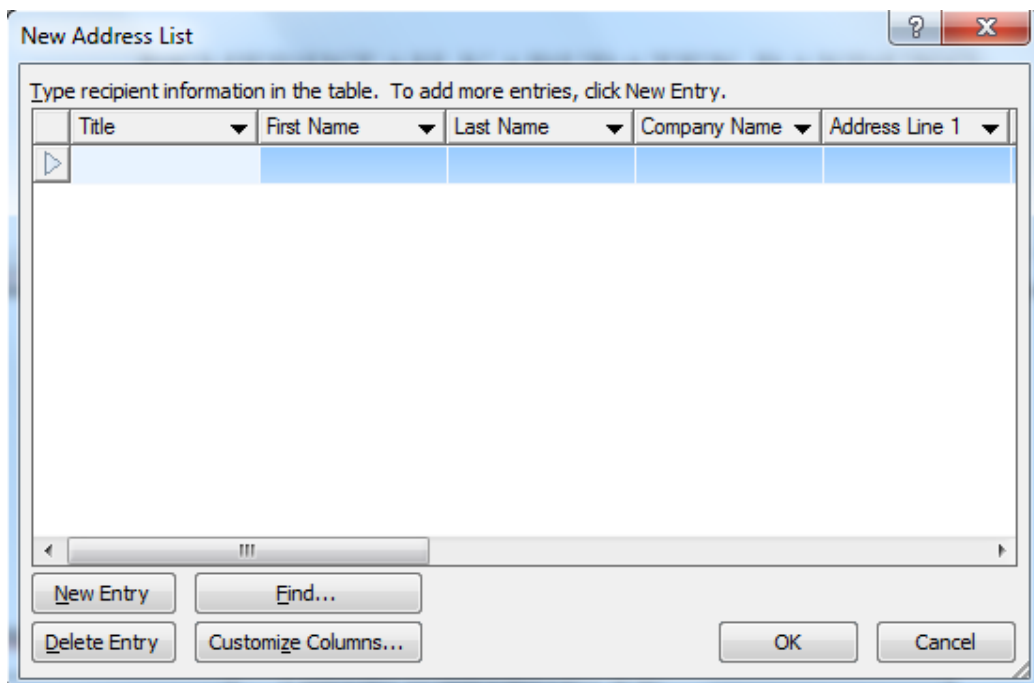 New Address List
Type recipient information in the table.  To add more entries, click New Entry.
Title First Name Last Name Company Name Address Line 1
New Entry Find...
Delete Entry Customize Columns... OK Cancel